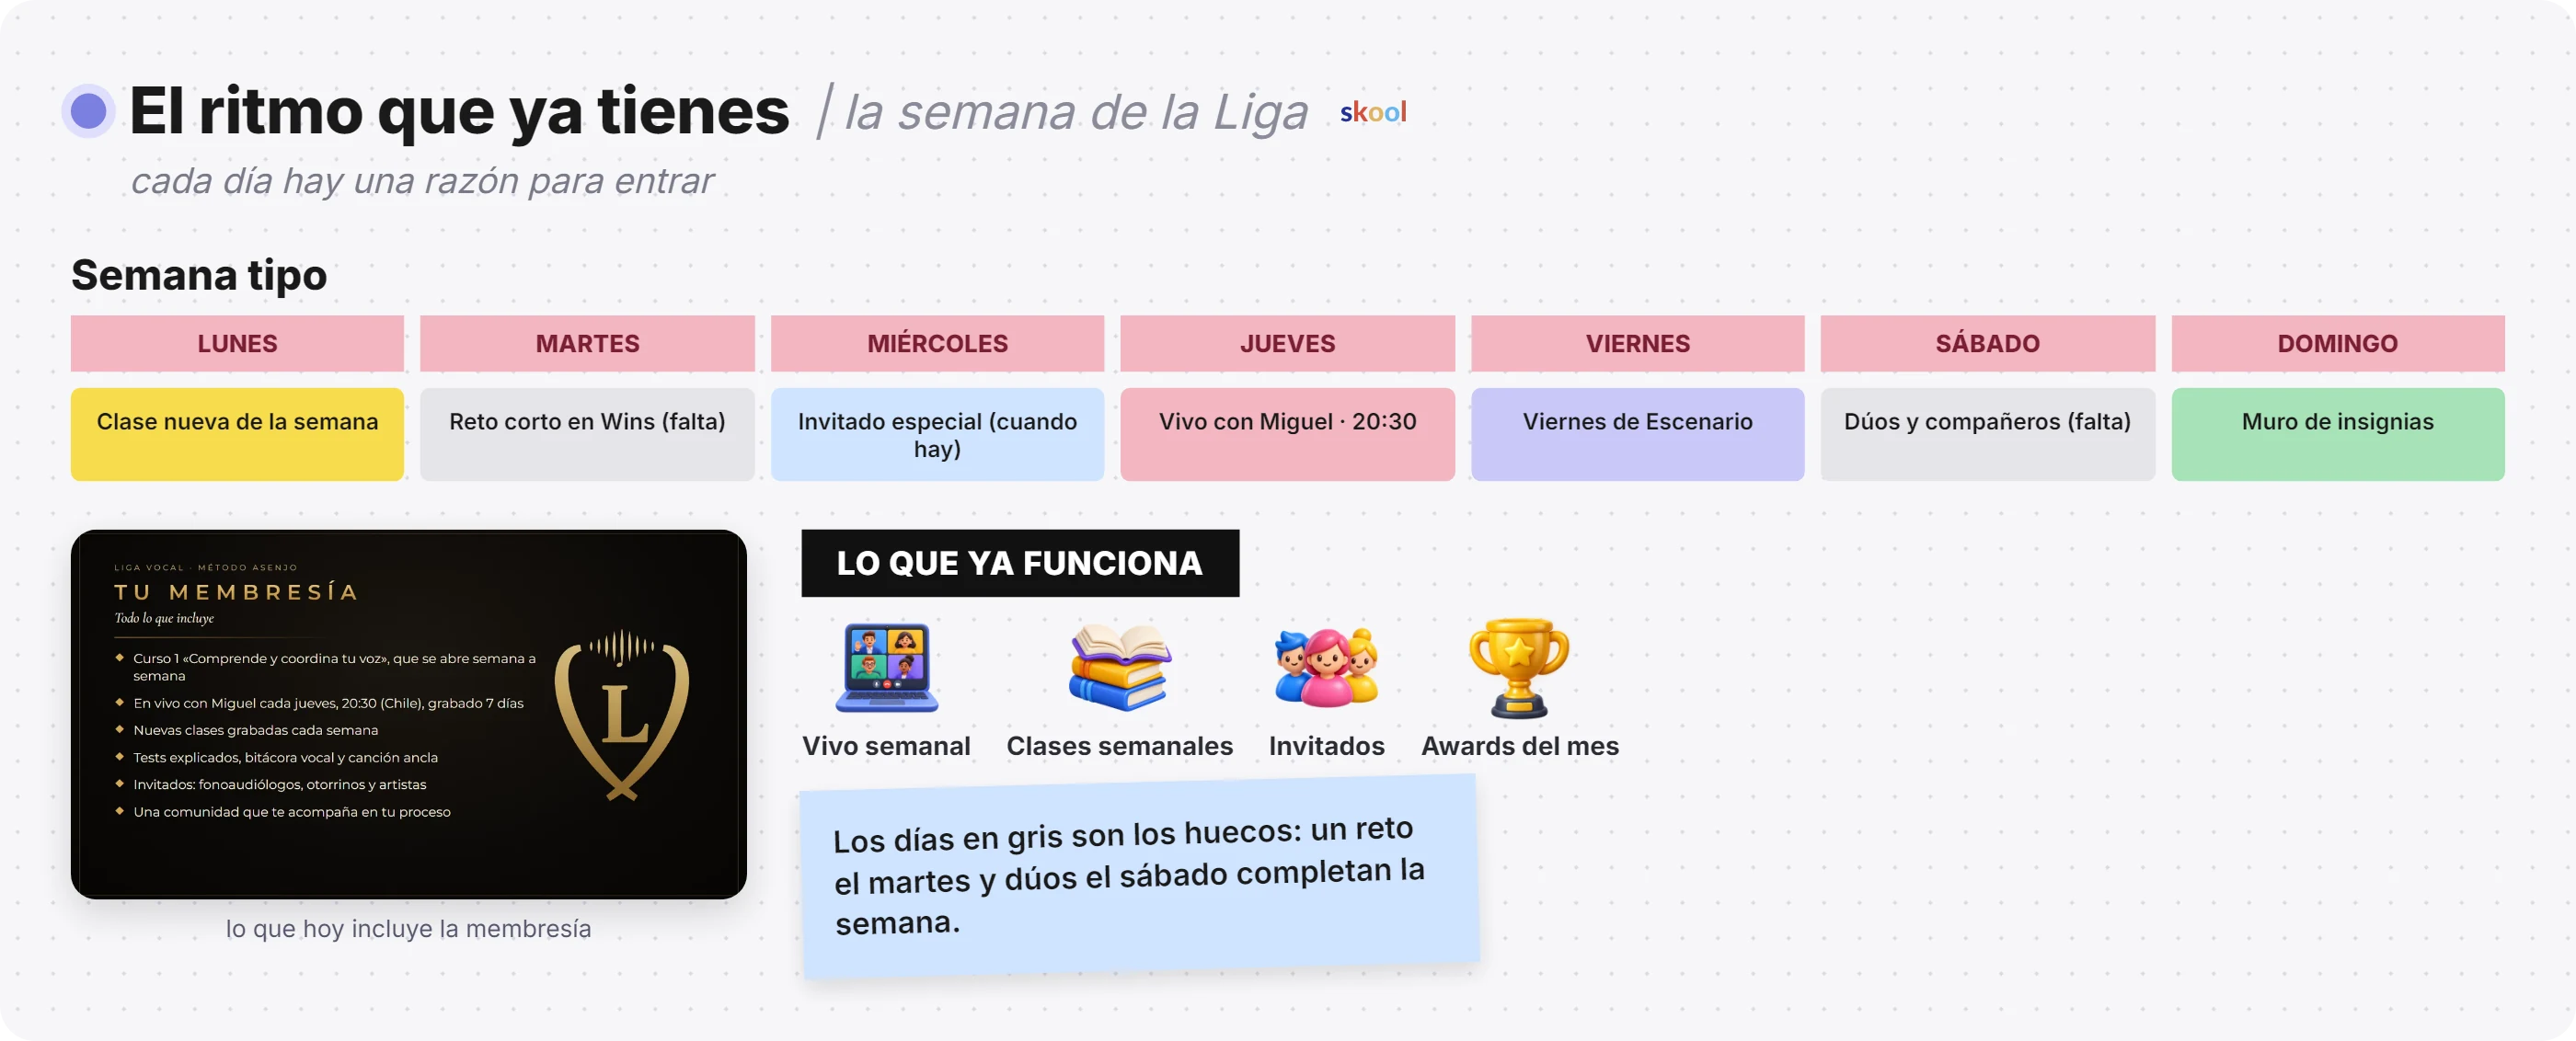 El ritmo que ya tienes | la semana de la Liga skool
cada día hay una razón para entrar
Semana tipo
LUNES
MARTES
MIÉRCOLES
JUEVES
VIERNES
SÁBADO
DOMINGO
Clase nueva de la semana
Reto corto en Wins (falta)
Invitado especial (cuando
hay)
Vivo con Miguel · 20:30
Viernes de Escenario
Dúos y compañeros (falta)
Muro de insignias
LIGA VOCAL · MÉTODO ASENJO
TU MEMBRESÍA
Todo lo que incluye
Curso 1 «Comprende y coordina tu voz», que se abre semana a
semana
En vivo con Miguel cada jueves, 20:30 (Chile), grabado 7 días
Nuevas clases grabadas cada semana
Tests explicados, bitácora vocal y canción ancla
Invitados: fonoaudiólogos, otorrinos y artistas
Una comunidad que te acompaña en tu proceso
L
lo que hoy incluye la membresía
LO QUE YA FUNCIONA
Vivo semanal
Clases semanales
Invitados
Awards del mes
Los días en gris son los huecos: un reto
el martes y dúos el sábado completan la
semana.